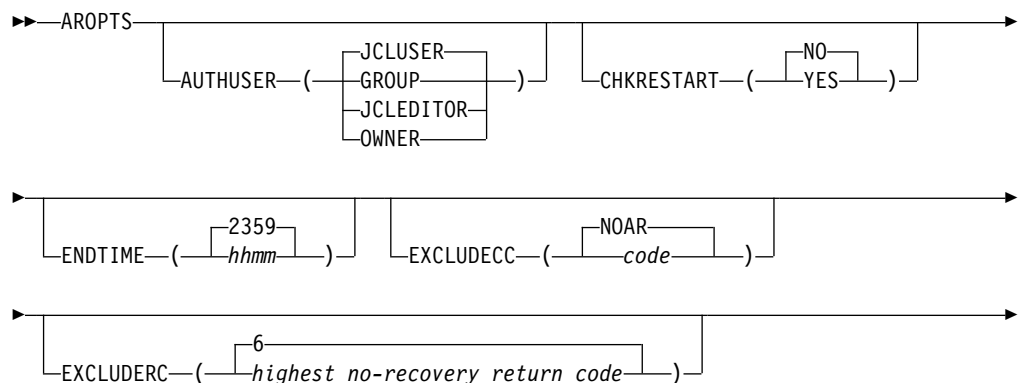 AROPTS
AUTHUSER ( JCLUSER )
GROUP
JCLEDITOR
OWNER
CHKRESTART ( NO )
YES
ENDTIME ( 2359 )
hhmm
EXCLUDECC ( NOAR )
code
EXCLUDERC ( 6 )
highest no-recovery return code